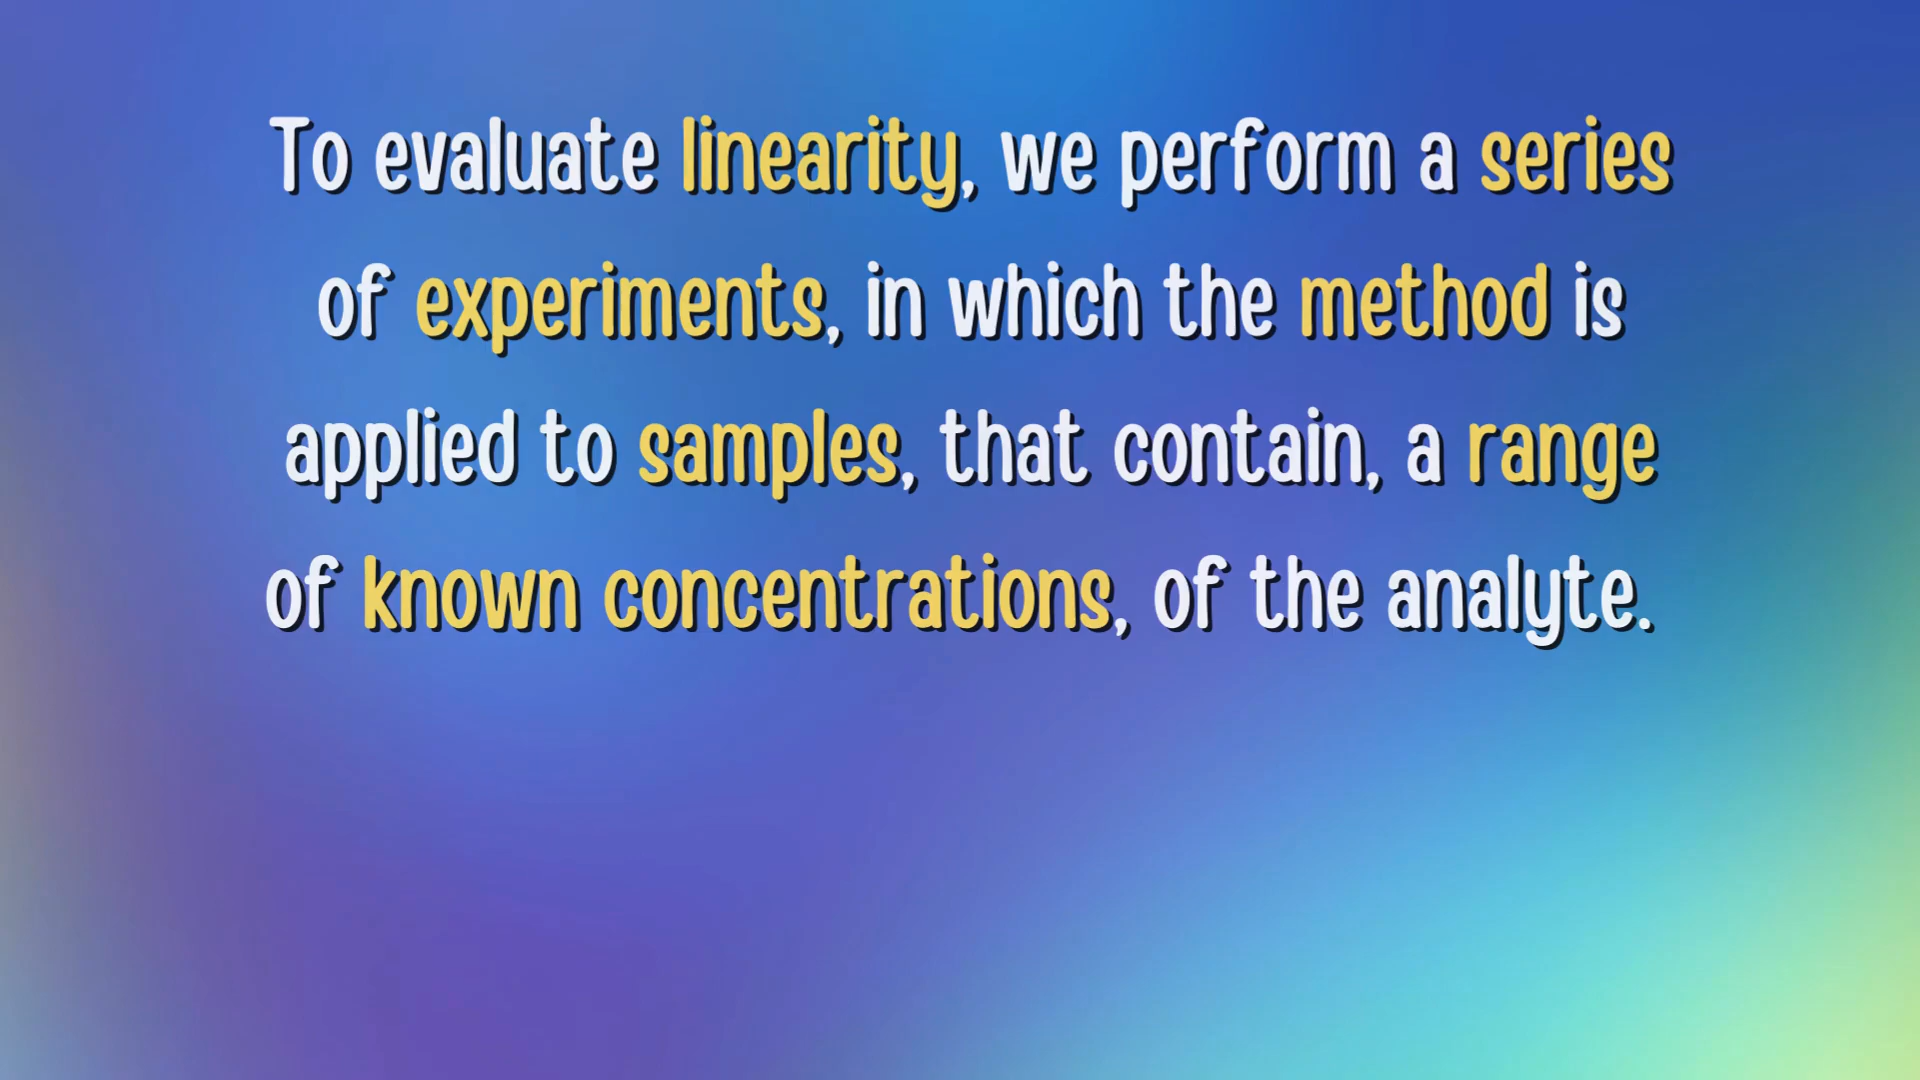 To evaluate linearity, we perform a series
of experiments, in which the method is
applied to samples, that contain, a range
of known concentrations, of the analyte.